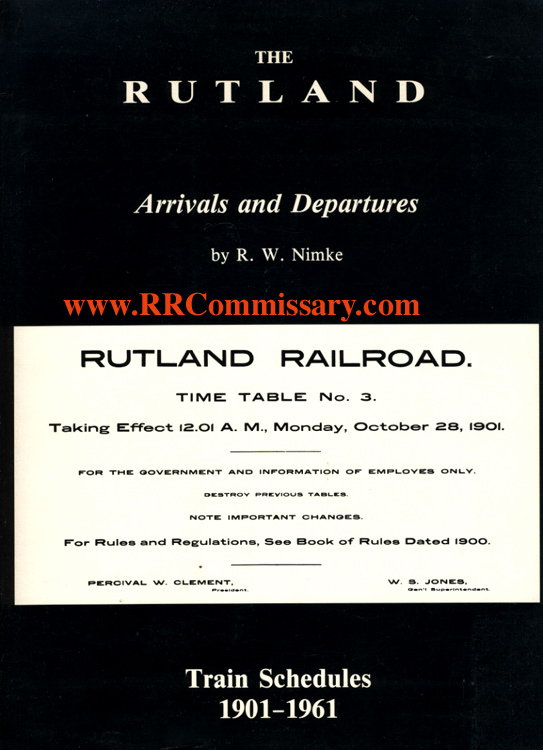 THE
RUTLAND
Arrivals and Departures
by R. W. Nimke
www.RRCommissary.com
RUTLAND RAILROAD.
TIME TABLE No. 3.
Taking Effect 12.01 A. M., Monday, October 28, 1901.
FOR THE GOVERNMENT AND INFORMATION OF EMPLOYES ONLY.
DESTROY PREVIOUS TABLES.
NOTE IMPORTANT CHANGES.
For Rules and Regulations, See Book of Rules Dated 1900.
PERCIVAL W. CLEMENT, W. S. JONES,
President. Gen'l Superintendent.
Train Schedules
1901–1961